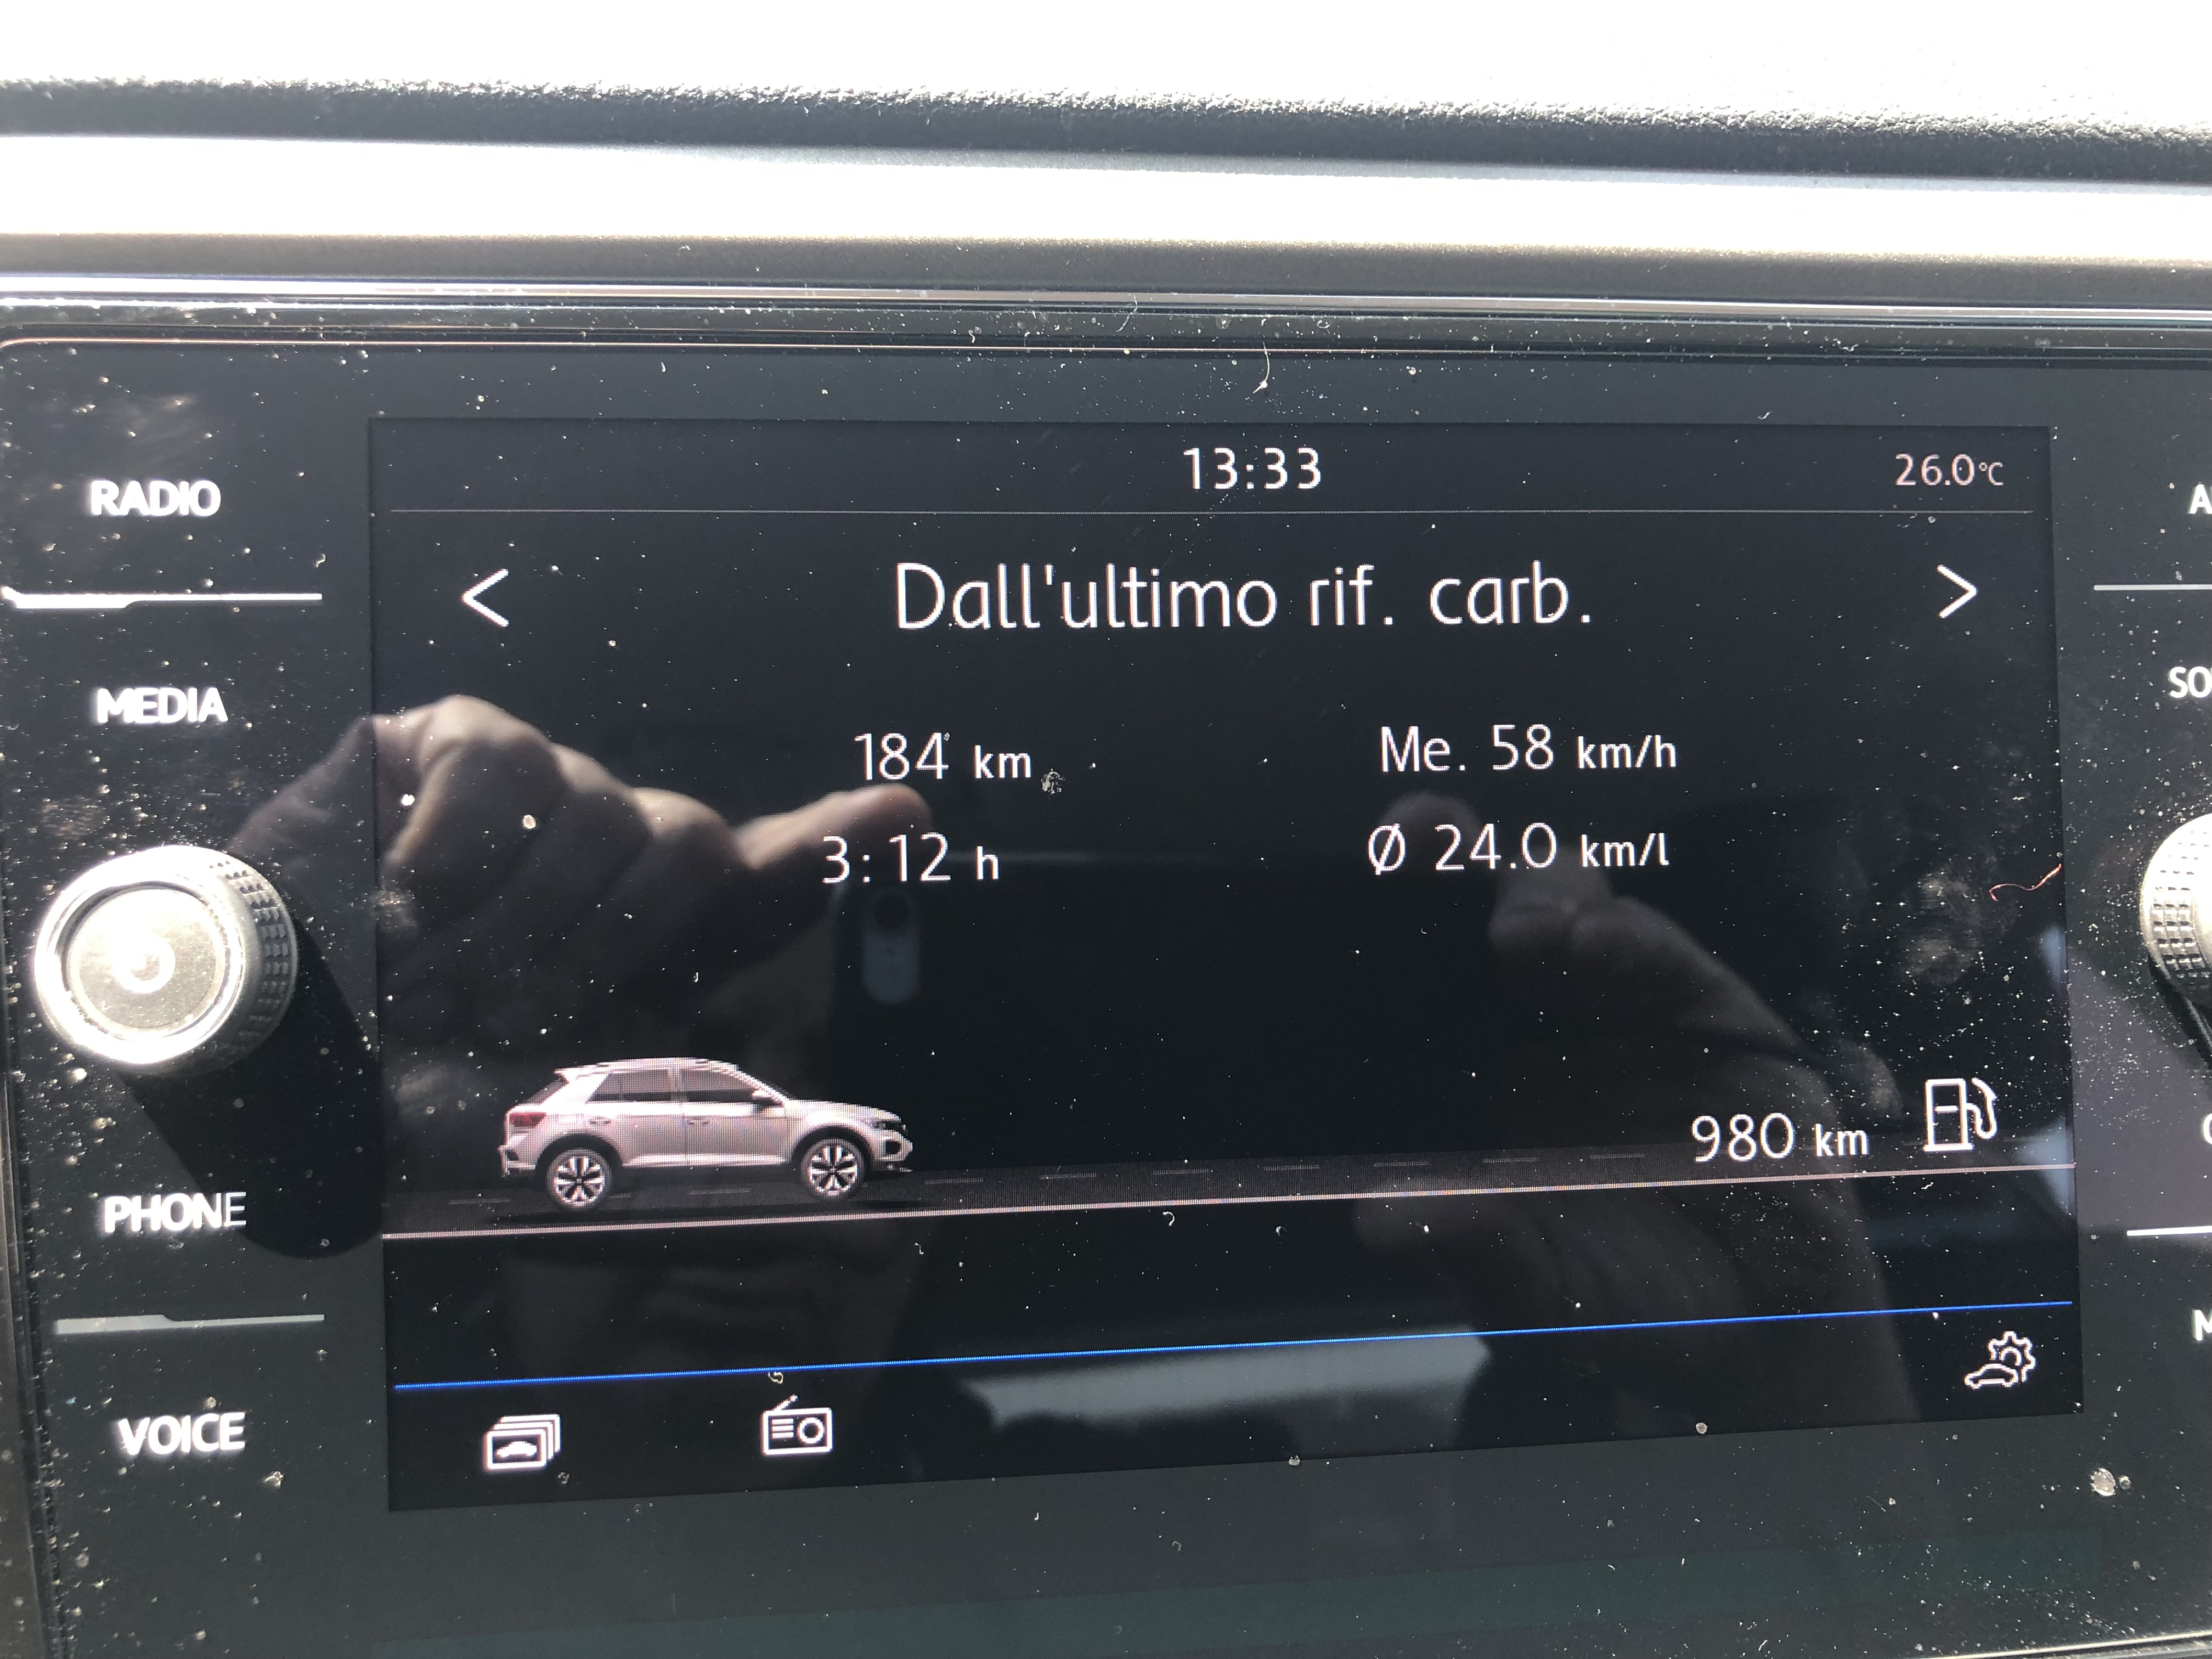 13:33 26.0°C
< Dall'ultimo rif. carb. >
184 km Me. 58 km/h
3:12 h Ø 24.0 km/l
980 km
RADIO
MEDIA
PHONE
VOICE